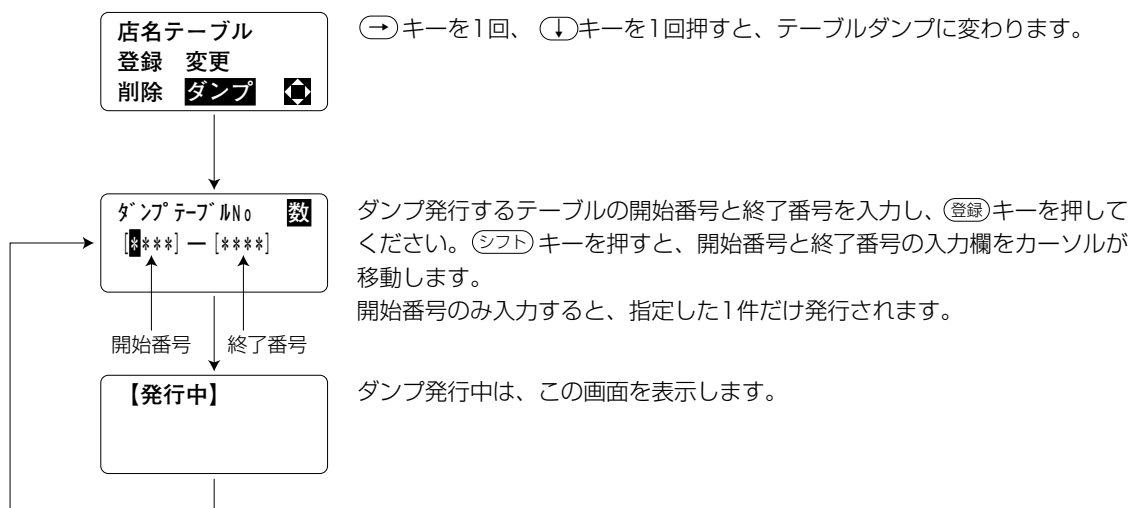 店名テーブル
登録 変更
削除 ダンプ
→キーを1回、 ↓キーを1回押すと、テーブルダンプに変わります。
ﾀﾞﾝﾌﾟﾃｰﾌﾞﾙNo 数
[****] ー [****]
開始番号 終了番号
ダンプ発行するテーブルの開始番号と終了番号を入力し、登録キーを押して
ください。シフトキーを押すと、開始番号と終了番号の入力欄をカーソルが
移動します。
開始番号のみ入力すると、指定した1件だけ発行されます。
【発行中】
ダンプ発行中は、この画面を表示します。